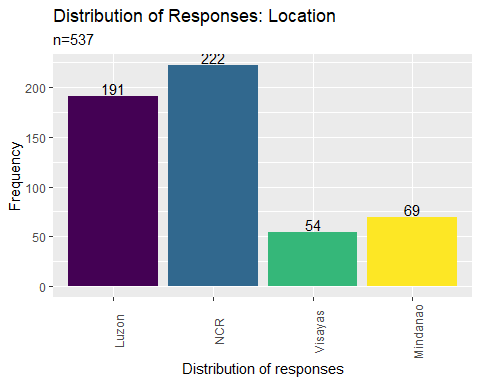 Distribution of Responses: Location
n=537
Frequency
200
150
100
50
0
191
222
54
69
Luzon
NCR
Visayas
Mindanao
Distribution of responses